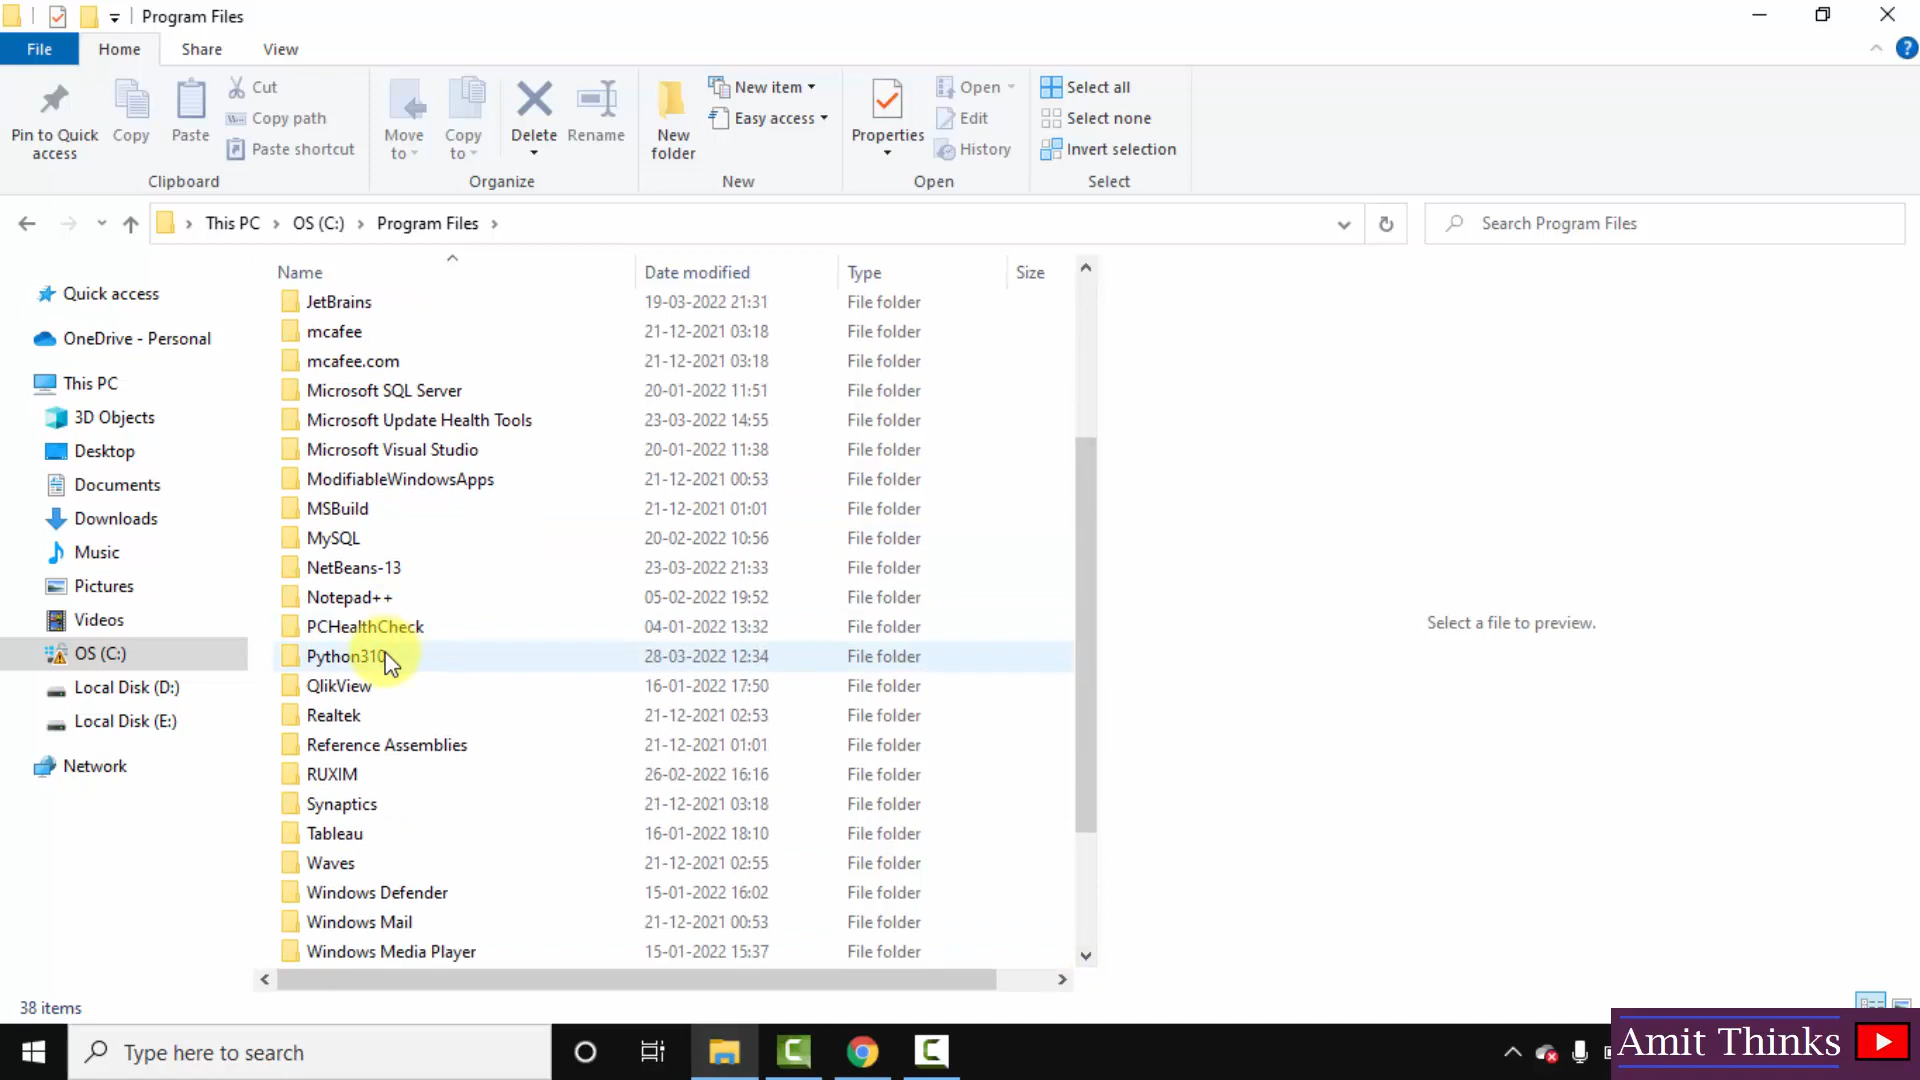 Program Files
File Home Share View
Pin to Quick access
Copy
Paste
Cut
Copy path
Paste shortcut
Clipboard
Move to
Copy to
Delete
Rename
Organize
New folder
New item
Easy access
New
Properties
Open
Edit
History
Open
Select all
Select none
Invert selection
Select
This PC > OS (C:) > Program Files >
Search Program Files
Quick access
OneDrive - Personal
This PC
3D Objects
Desktop
Documents
Downloads
Music
Pictures
Videos
OS (C:)
Local Disk (D:)
Local Disk (E:)
Network
Name Date modified Type Size
JetBrains 19-03-2022 21:31 File folder
mcafee 21-12-2021 03:18 File folder
mcafee.com 21-12-2021 03:18 File folder
Microsoft SQL Server 20-01-2022 11:51 File folder
Microsoft Update Health Tools 23-03-2022 14:55 File folder
Microsoft Visual Studio 20-01-2022 11:38 File folder
ModifiableWindowsApps 21-12-2021 00:53 File folder
MSBuild 21-12-2021 01:01 File folder
MySQL 20-02-2022 10:56 File folder
NetBeans-13 23-03-2022 21:33 File folder
Notepad++ 05-02-2022 19:52 File folder
PCHealthCheck 04-01-2022 13:32 File folder
Python310 28-03-2022 12:34 File folder
QlikView 16-01-2022 17:50 File folder
Realtek 21-12-2021 02:53 File folder
Reference Assemblies 21-12-2021 01:01 File folder
RUXIM 26-02-2022 16:16 File folder
Synaptics 21-12-2021 03:18 File folder
Tableau 16-01-2022 18:10 File folder
Waves 21-12-2021 02:55 File folder
Windows Defender 15-01-2022 16:02 File folder
Windows Mail 21-12-2021 00:53 File folder
Windows Media Player 15-01-2022 15:37 File folder
Select a file to preview.
38 items
Type here to search
Amit Thinks